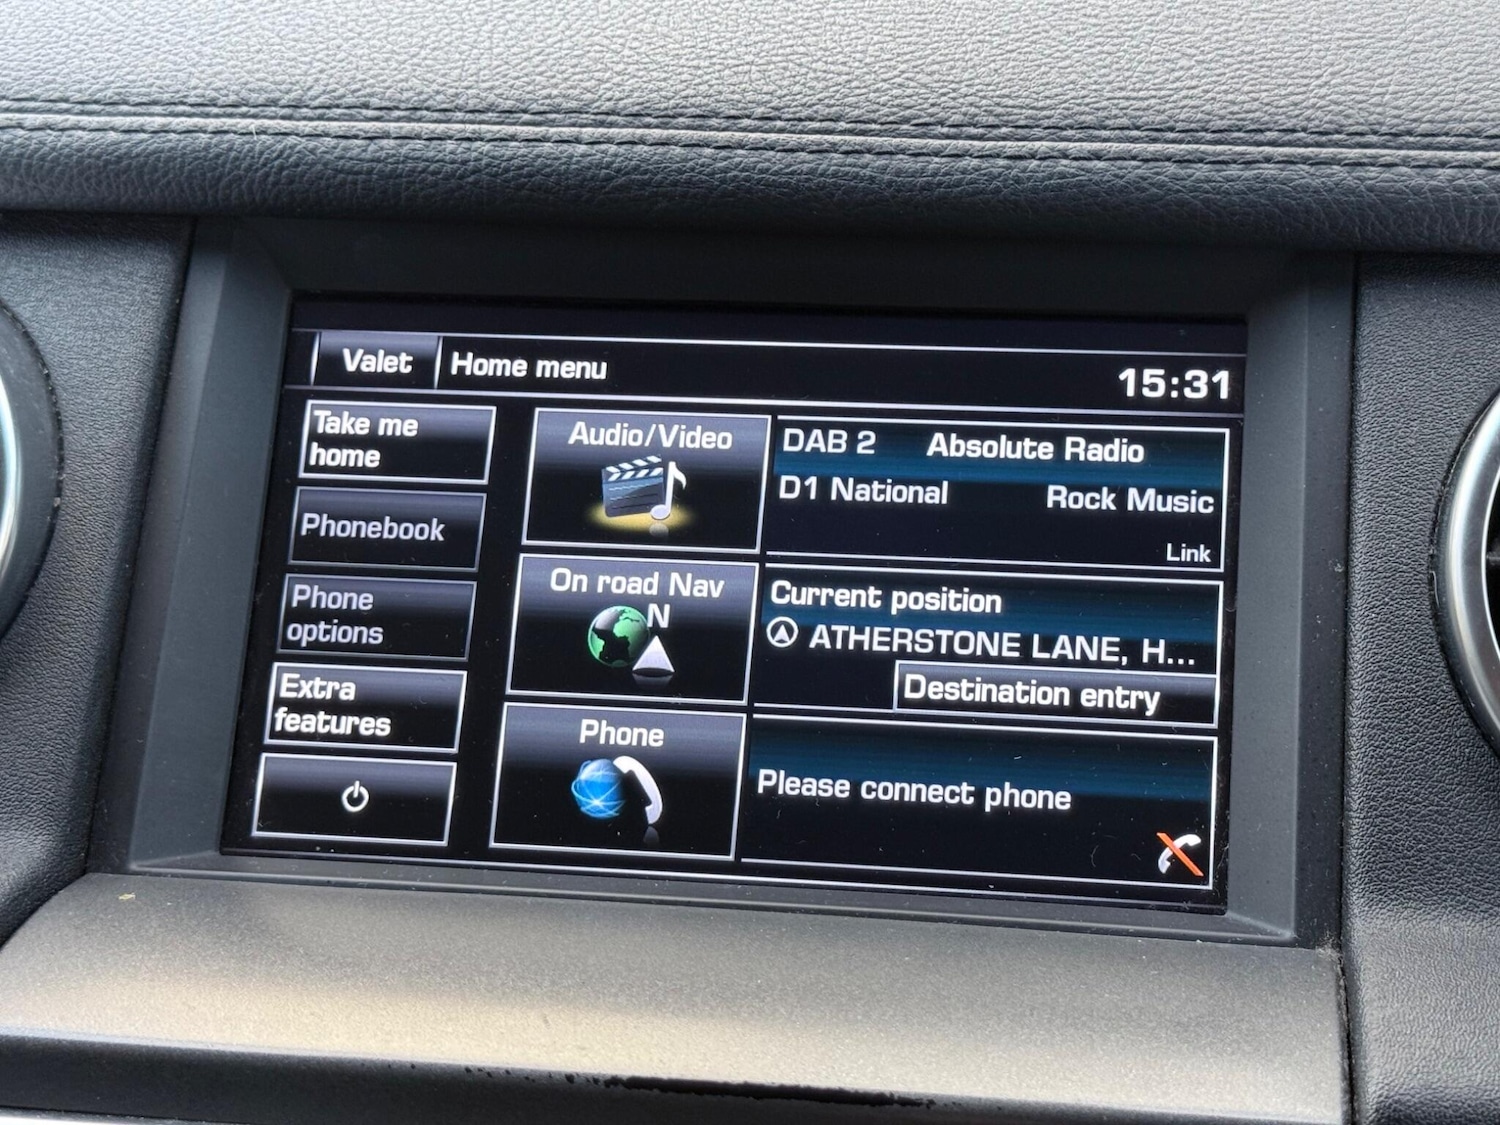 Valet
Home menu
15:31
Take me
home
Phonebook
Phone
options
Extra
features
Audio/Video
On road Nav
N
Phone
DAB 2 Absolute Radio
D1 National Rock Music
Link
Current position
ATHERSTONE LANE, H...
Destination entry
Please connect phone